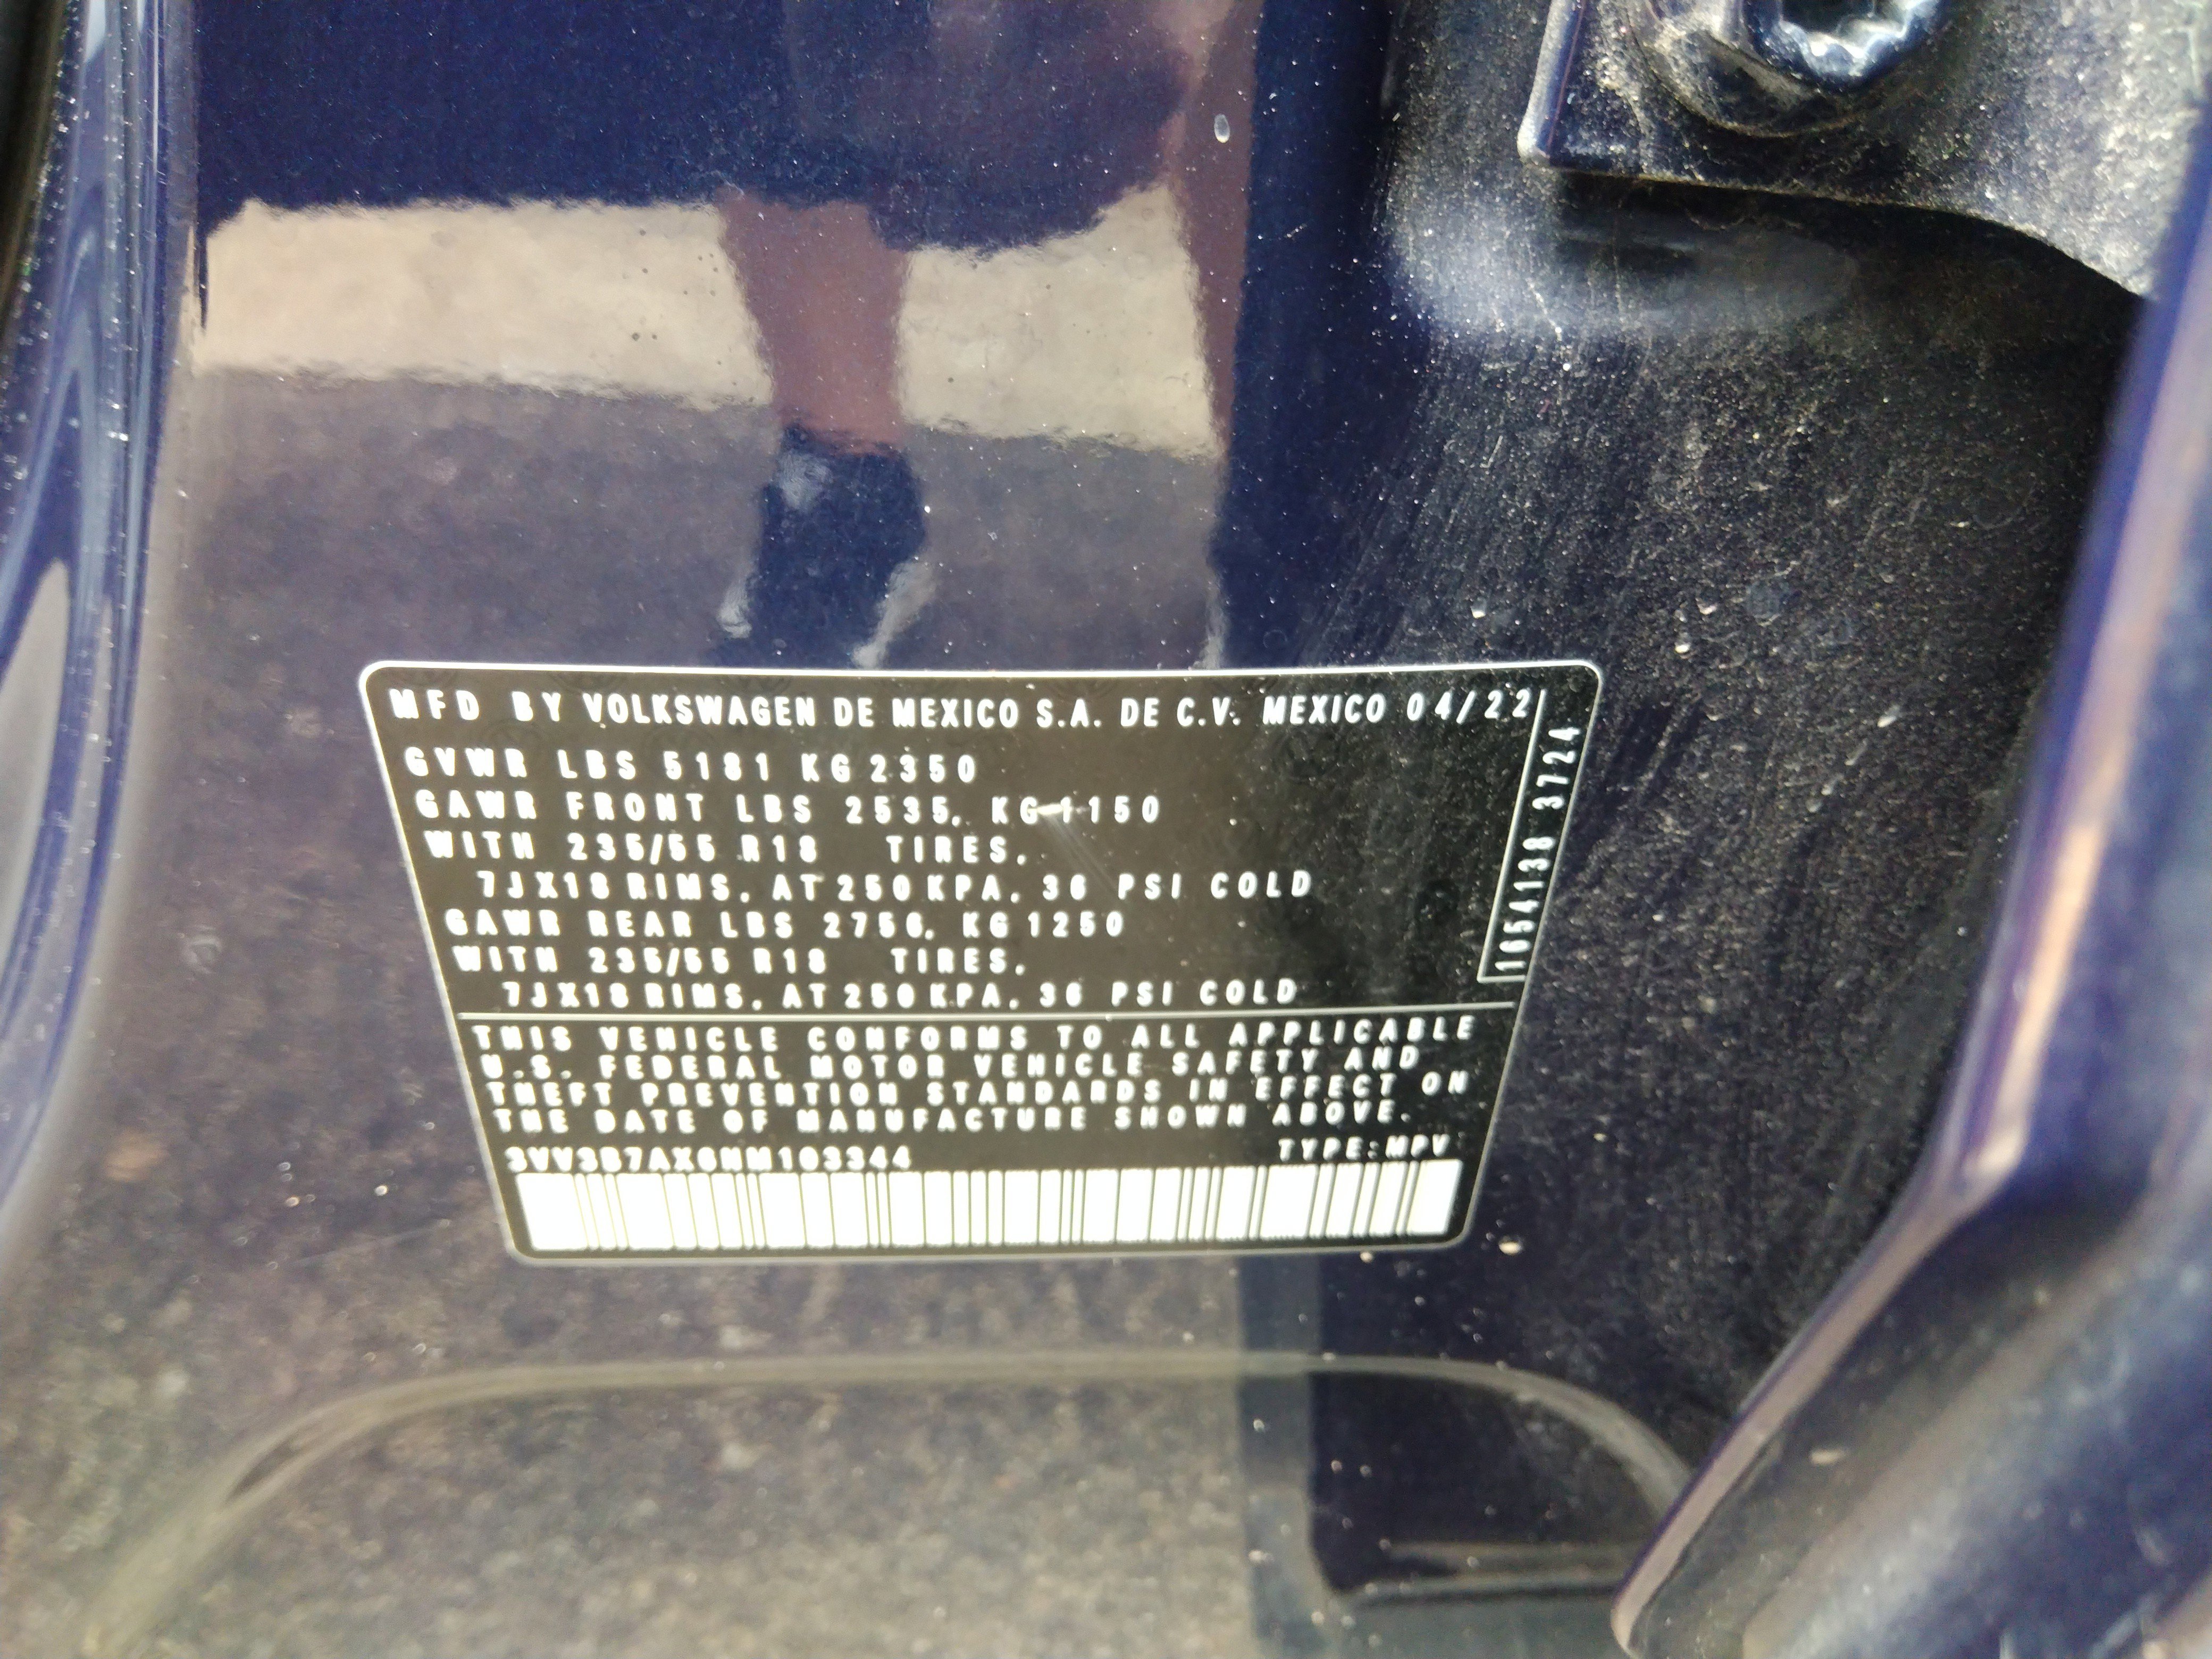 MFD BY VOLKSWAGEN DE MEXICO S.A. DE C.V. MEXICO 04/22
GVWR LBS 5181 KG 2350
GAWR FRONT LBS 2535, KG 1150
WITH 235/55 R18 TIRES,
7JX18 RIMS, AT 250 KPA, 36 PSI COLD
GAWR REAR LBS 2756, KG 1250
WITH 235/55 R18 TIRES,
7JX18 RIMS, AT 250 KPA, 36 PSI COLD
1654138 3724
THIS VEHICLE CONFORMS TO ALL APPLICABLE
U.S. FEDERAL MOTOR VEHICLE SAFETY AND
THEFT PREVENTION STANDARDS IN EFFECT ON
THE DATE OF MANUFACTURE SHOWN ABOVE.
3VV3B7AX6NM103344 TYPE:MPV